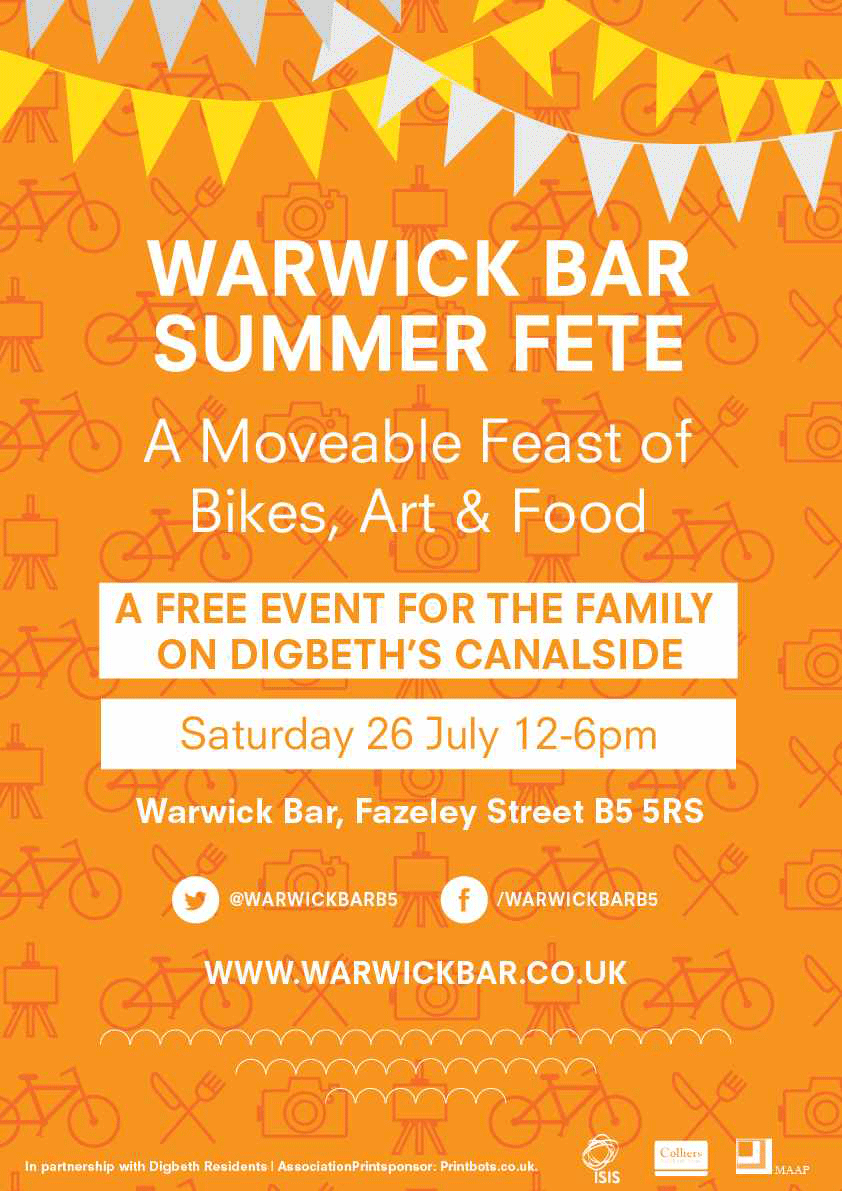 WARWICK BAR
SUMMER FETE
A Moveable Feast of
Bikes, Art & Food
A FREE EVENT FOR THE FAMILY
ON DIGBETH'S CANALSIDE
Saturday 26 July 12-6pm
Warwick Bar, Fazeley Street B5 5RS
@WARWICKBARB5
/WARWICKBARB5
WWW.WARWICKBAR.CO.UK
In partnership with Digbeth Residents | AssociationPrintsponsor: Printbots.co.uk.
ISIS
Colliers
MAAP